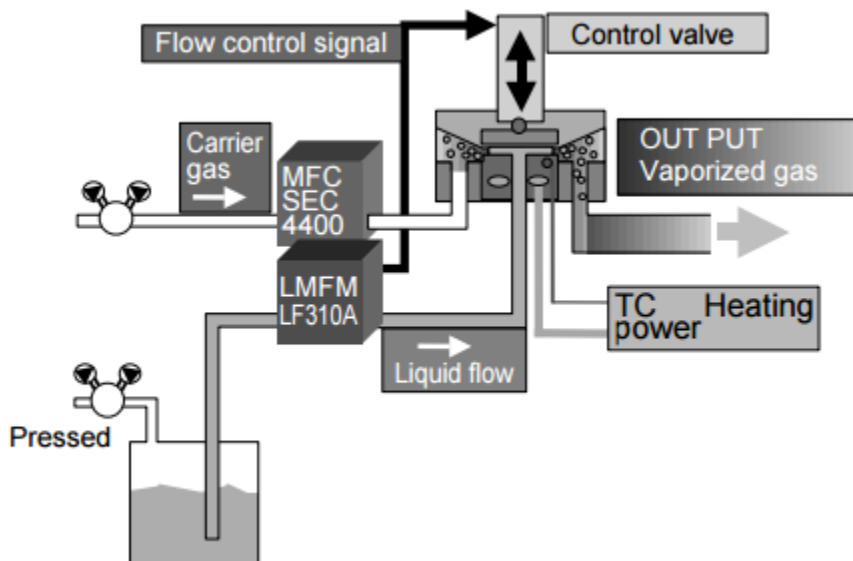 Flow control signal
Control valve
Carrier
gas
MFC
SEC
4400
OUT PUT
Vaporized gas
LMFM
LF310A
TC Heating
power
Liquid flow
Pressed